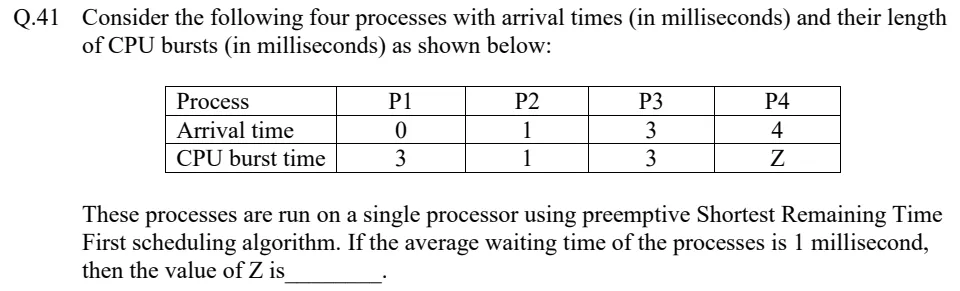 Q.41 Consider the following four processes with arrival times (in milliseconds) and their length
of CPU bursts (in milliseconds) as shown below:
Process P1 P2 P3 P4
Arrival time 0 1 3 4
CPU burst time 3 1 3 Z
These processes are run on a single processor using preemptive Shortest Remaining Time
First scheduling algorithm. If the average waiting time of the processes is 1 millisecond,
then the value of Z is________.